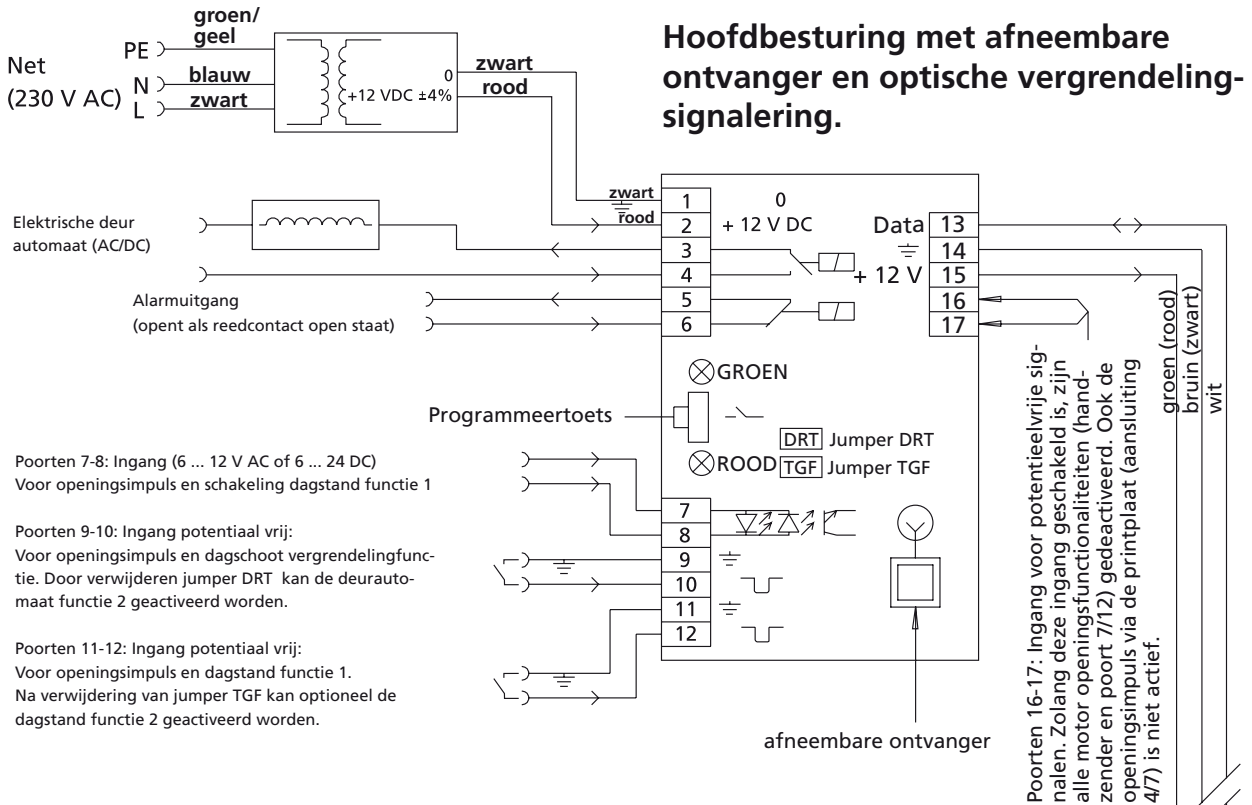 Hoofdbesturing met afneembare
ontvanger en optische vergrendeling-
signalering.
groen/
geel
PE
Net
(230 V AC)
N
blauw
L
zwart
0
+12 VDC ±4%
zwart
rood
zwart
rood
Elektrische deur
automaat (AC/DC)
Alarmuitgang
(opent als reedcontact open staat)
1
2
3
4
5
6
0
+ 12 V DC
Data
+ 12 V
13
14
15
16
17
GROEN
Programmeertoets
DRT Jumper DRT
ROOD
TGF Jumper TGF
Poorten 7-8: Ingang (6 ... 12 V AC of 6 ... 24 DC)
Voor openingsimpuls en schakeling dagstand functie 1
Poorten 9-10: Ingang potentiaal vrij:
Voor openingsimpuls en dagschoot vergrendelingfunc-
tie. Door verwijderen jumper DRT kan de deurauto-
maat functie 2 geactiveerd worden.
Poorten 11-12: Ingang potentiaal vrij:
Voor openingsimpuls en dagstand functie 1.
Na verwijdering van jumper TGF kan optioneel de
dagstand functie 2 geactiveerd worden.
7
8
9
10
11
12
afneembare ontvanger
Poorten 16-17: Ingang voor potentieelvrije sig-
nalen. Zolang deze ingang geschakeld is, zijn
alle motor openingsfunctionaliteiten (hand-
zender en poort 7/12) gedeactiveerd. Ook de
openingsimpuls via de printplaat (aansluiting
4/7) is niet actief.
groen (rood)
bruin (zwart)
wit